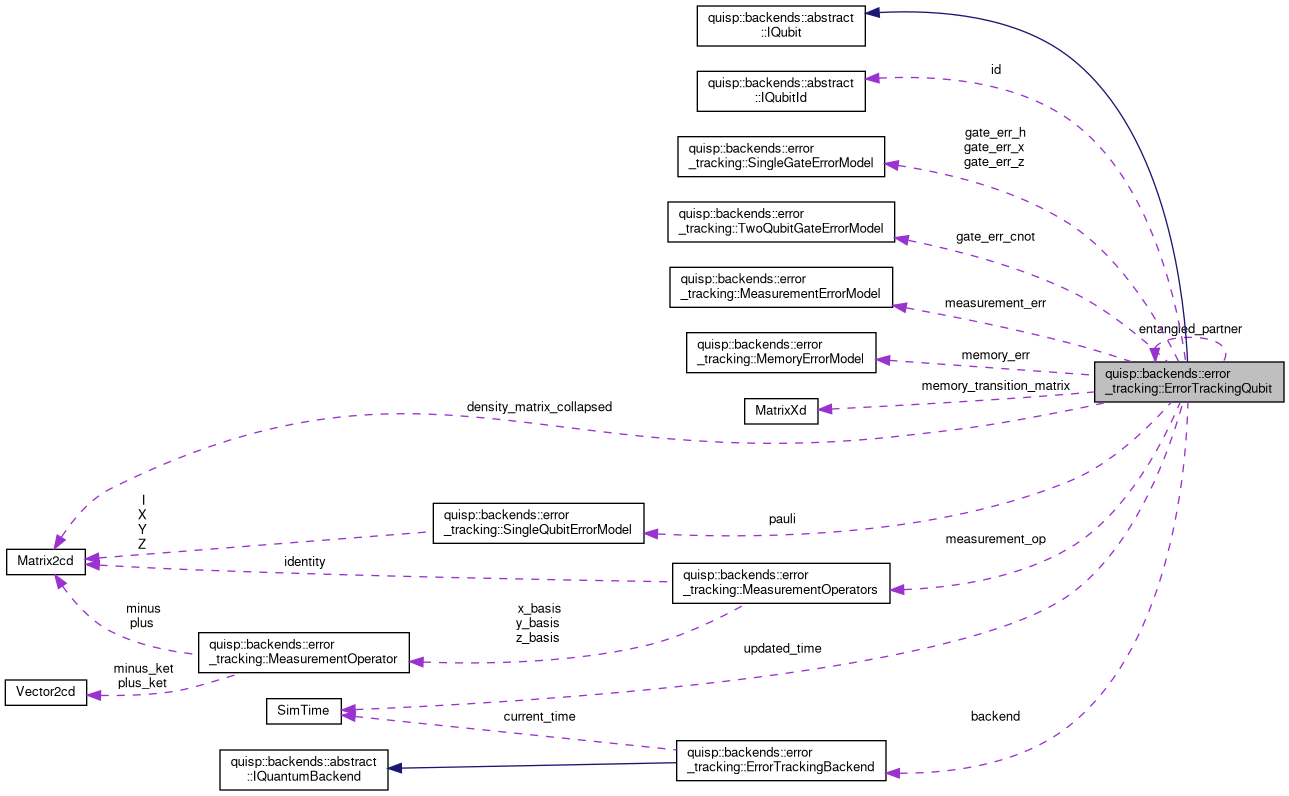 quisp::backends::abstract
::IQubit
id
quisp::backends::abstract
::IQubitId
gate_err_h
gate_err_x
gate_err_z
quisp::backends::error
_tracking::SingleGateErrorModel
quisp::backends::error
_tracking::TwoQubitGateErrorModel
gate_err_cnot
quisp::backends::error
_tracking::MeasurementErrorModel
measurement_err
entangled_partner
quisp::backends::error
_tracking::MemoryErrorModel
memory_err
quisp::backends::error
_tracking::ErrorTrackingQubit
memory_transition_matrix
MatrixXd
density_matrix_collapsed
I
X
Y
Z
quisp::backends::error
_tracking::SingleQubitErrorModel
pauli
measurement_op
Matrix2cd
identity
quisp::backends::error
_tracking::MeasurementOperators
minus
plus
x_basis
y_basis
z_basis
quisp::backends::error
_tracking::MeasurementOperator
updated_time
minus_ket
plus_ket
Vector2cd
SimTime
current_time
backend
quisp::backends::abstract
::IQuantumBackend
quisp::backends::error
_tracking::ErrorTrackingBackend